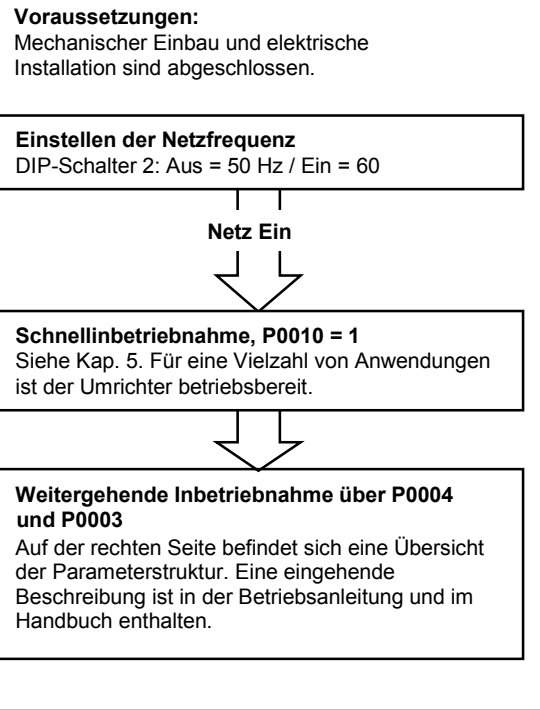 Voraussetzungen:
Mechanischer Einbau und elektrische
Installation sind abgeschlossen.
Einstellen der Netzfrequenz
DIP-Schalter 2: Aus = 50 Hz / Ein = 60
Netz Ein
Schnellinbetriebnahme, P0010 = 1
Siehe Kap. 5. Für eine Vielzahl von Anwendungen
ist der Umrichter betriebsbereit.
Weitergehende Inbetriebnahme über P0004
und P0003
Auf der rechten Seite befindet sich eine Übersicht
der Parameterstruktur. Eine eingehende
Beschreibung ist in der Betriebsanleitung und im
Handbuch enthalten.